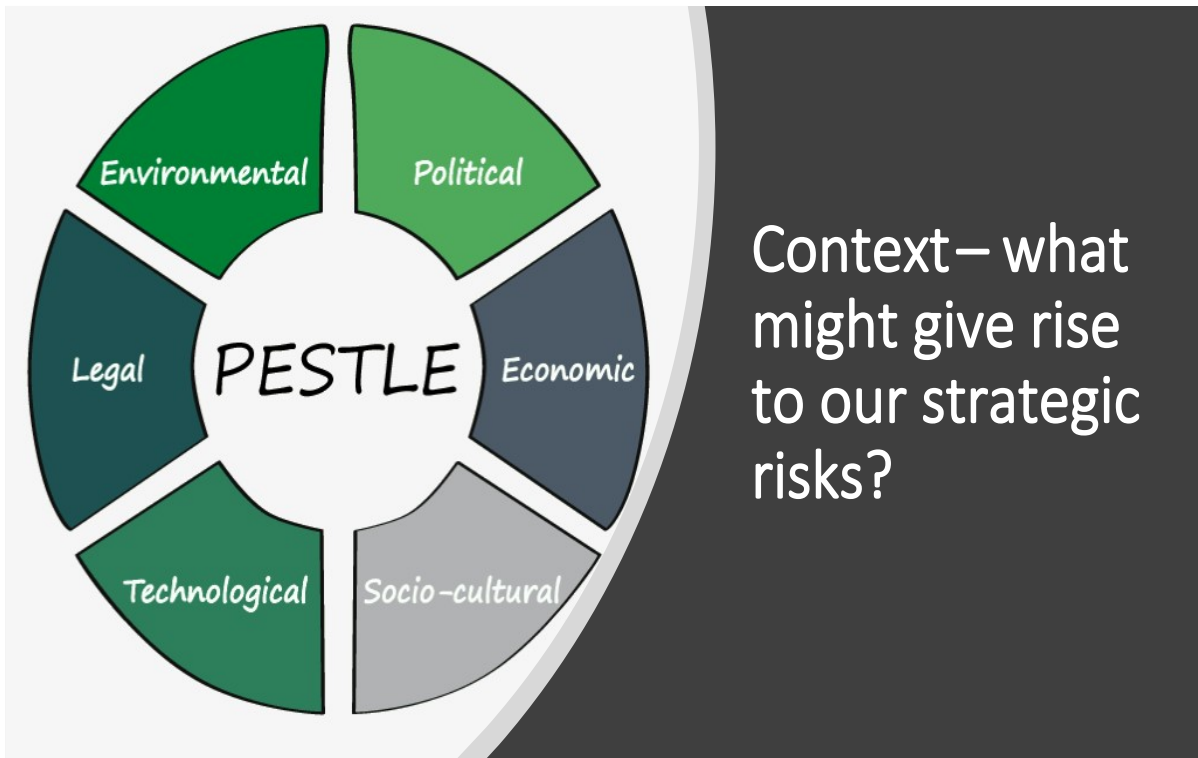 Environmental
Political
Legal
PESTLE
Economic
Technological
Socio-cultural
Context – what
might give rise
to our strategic
risks?